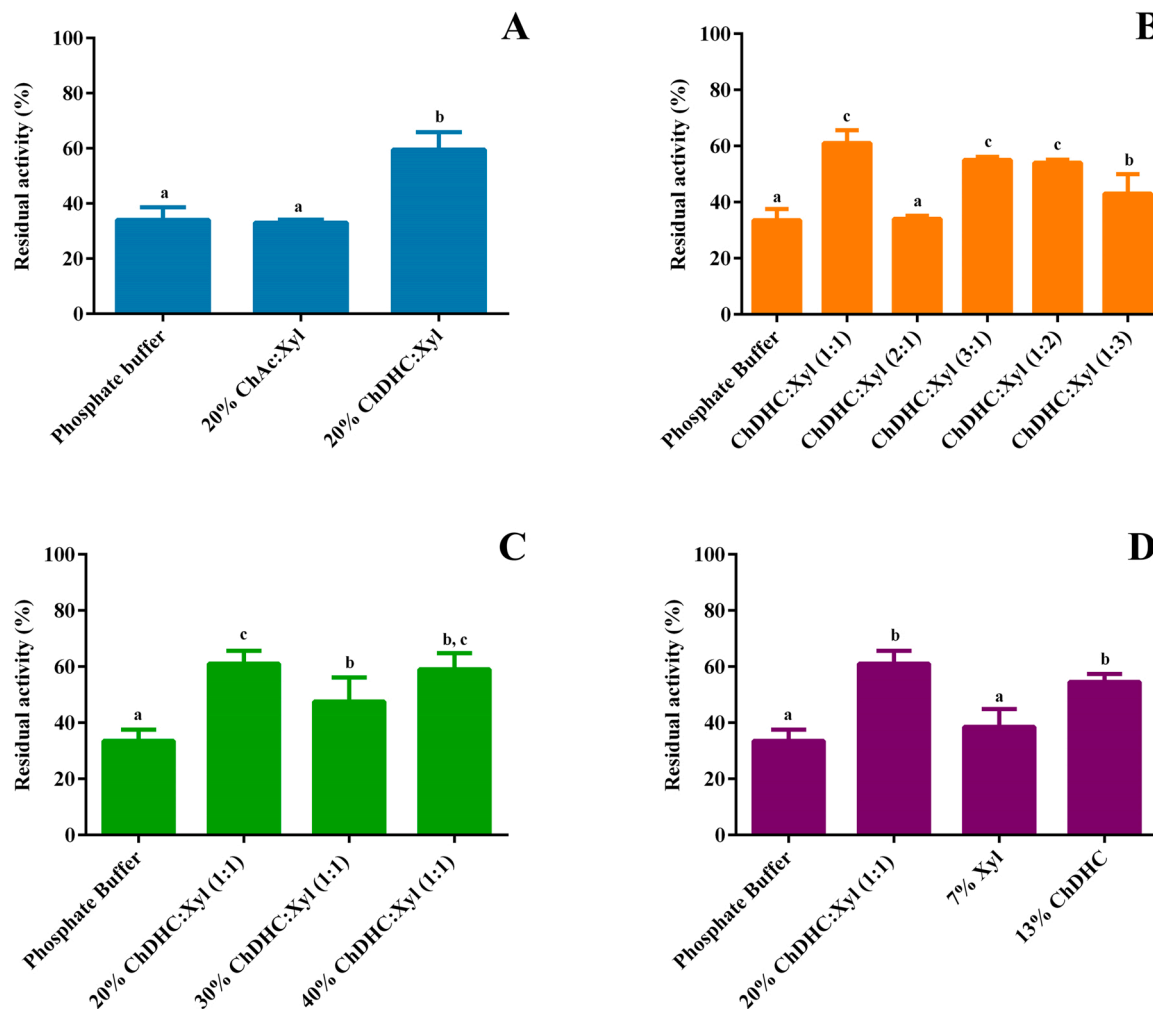 A
Residual activity (%)
100
80
60
40
20
0
a
a
b
Phosphate buffer
20% ChAc:Xyl
20% ChDHC:Xyl
B
Residual activity (%)
100
80
60
40
20
0
a
c
a
c
c
b
Phosphate Buffer
ChDHC:Xyl (1:1)
ChDHC:Xyl (2:1)
ChDHC:Xyl (3:1)
ChDHC:Xyl (1:2)
ChDHC:Xyl (1:3)
C
Residual activity (%)
100
80
60
40
20
0
a
c
b
b, c
Phosphate Buffer
20% ChDHC:Xyl (1:1)
30% ChDHC:Xyl (1:1)
40% ChDHC:Xyl (1:1)
D
Residual activity (%)
100
80
60
40
20
0
a
b
a
b
Phosphate Buffer
20% ChDHC:Xyl (1:1)
7% Xyl
13% ChDHC